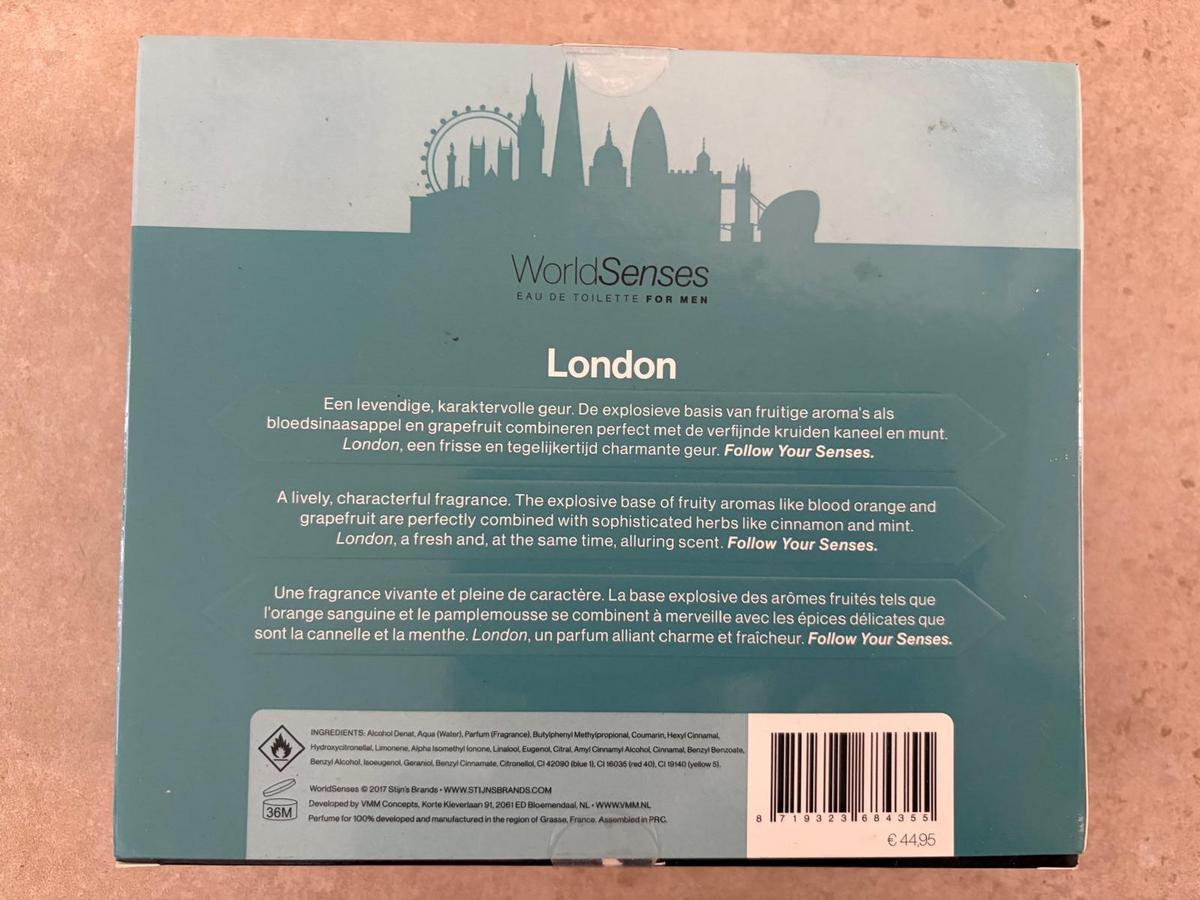 WorldSenses
EAU DE TOILETTE FOR MEN
London
Een levendige, karaktervolle geur. De explosieve basis van fruitige aroma's als
bloedsinaasappel en grapefruit combineren perfect met de verfijnde kruiden kaneel en munt.
London, een frisse en tegelijkertijd charmante geur. Follow Your Senses.
A lively, characterful fragrance. The explosive base of fruity aromas like blood orange and
grapefruit are perfectly combined with sophisticated herbs like cinnamon and mint.
London, a fresh and, at the same time, alluring scent. Follow Your Senses.
Une fragrance vivante et pleine de caractère. La base explosive des arômes fruités tels que
l'orange sanguine et le pamplemousse se combinent à merveille avec les épices délicates que
sont la cannelle et la menthe. London, un parfum alliant charme et fraîcheur. Follow Your Senses.
INGREDIENTS: Alcohol Denat, Aqua (Water), Parfum (Fragrance), Butylphenyl Methylpropional, Coumarin, Hexyl Cinnamal,
Hydroxycitronellal, Limonene, Alpha Isomethyl Ionone, Linalool, Eugenol, Citral, Amyl Cinnamyl Alcohol, Cinnamal, Benzyl Benzoate,
Benzyl Alcohol, Isoeugenol, Geraniol, Benzyl Cinnamate, Citronellol, CI 42090 (blue 1), CI 16035 (red 40), CI 19140 (yellow 5).
WorldSenses © 2017 Stijn's Brands • WWW.STIJNSBRANDS.COM
Developed by VMM Concepts, Korte Kleverlaan 91, 2061 ED Bloemendaal, NL • WWW.VMM.NL
Perfume for 100% developed and manufactured in the region of Grasse, France. Assembled in PRC.
36M
8 719323 684355
€ 44,95